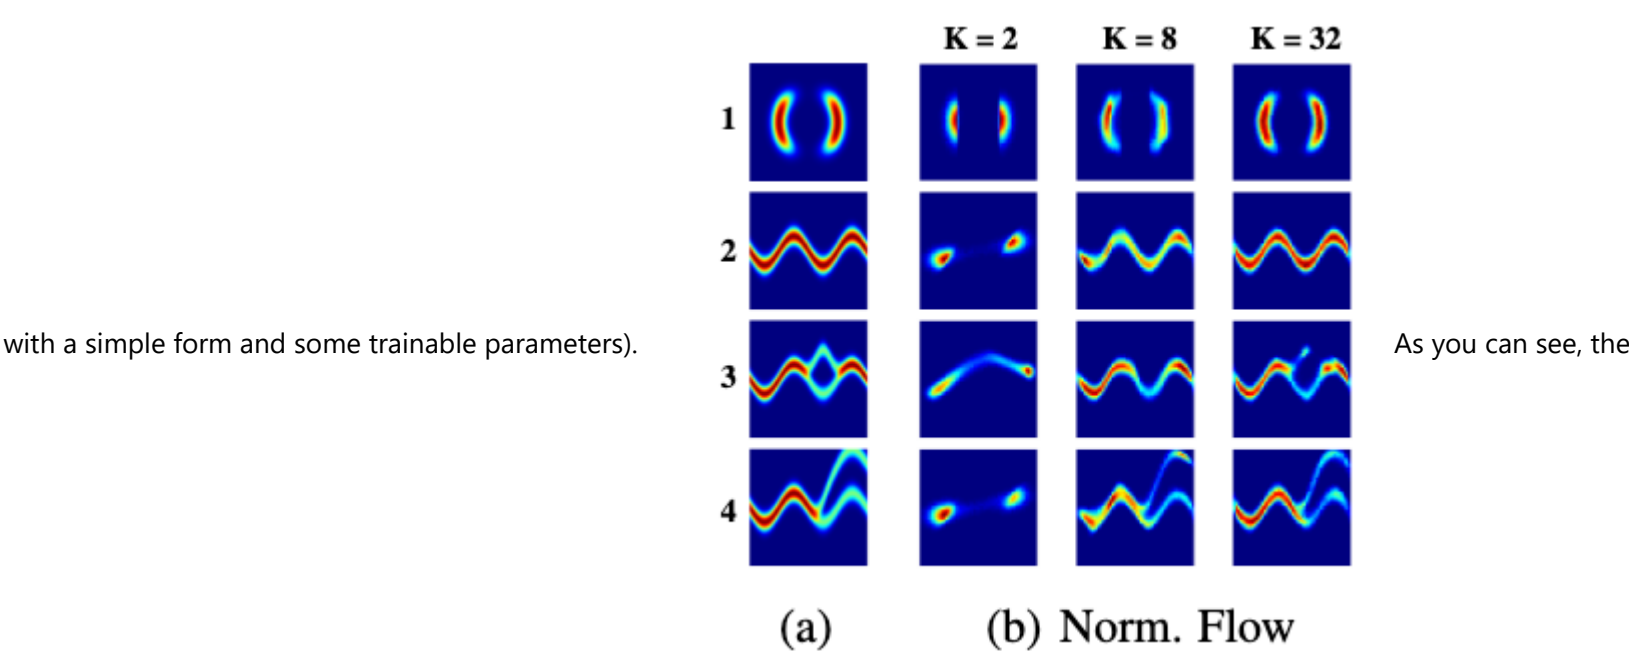 K = 2 K = 8 K = 32
1
2
with a simple form and some trainable parameters). As you can see, the
3
4
(a) (b) Norm. Flow